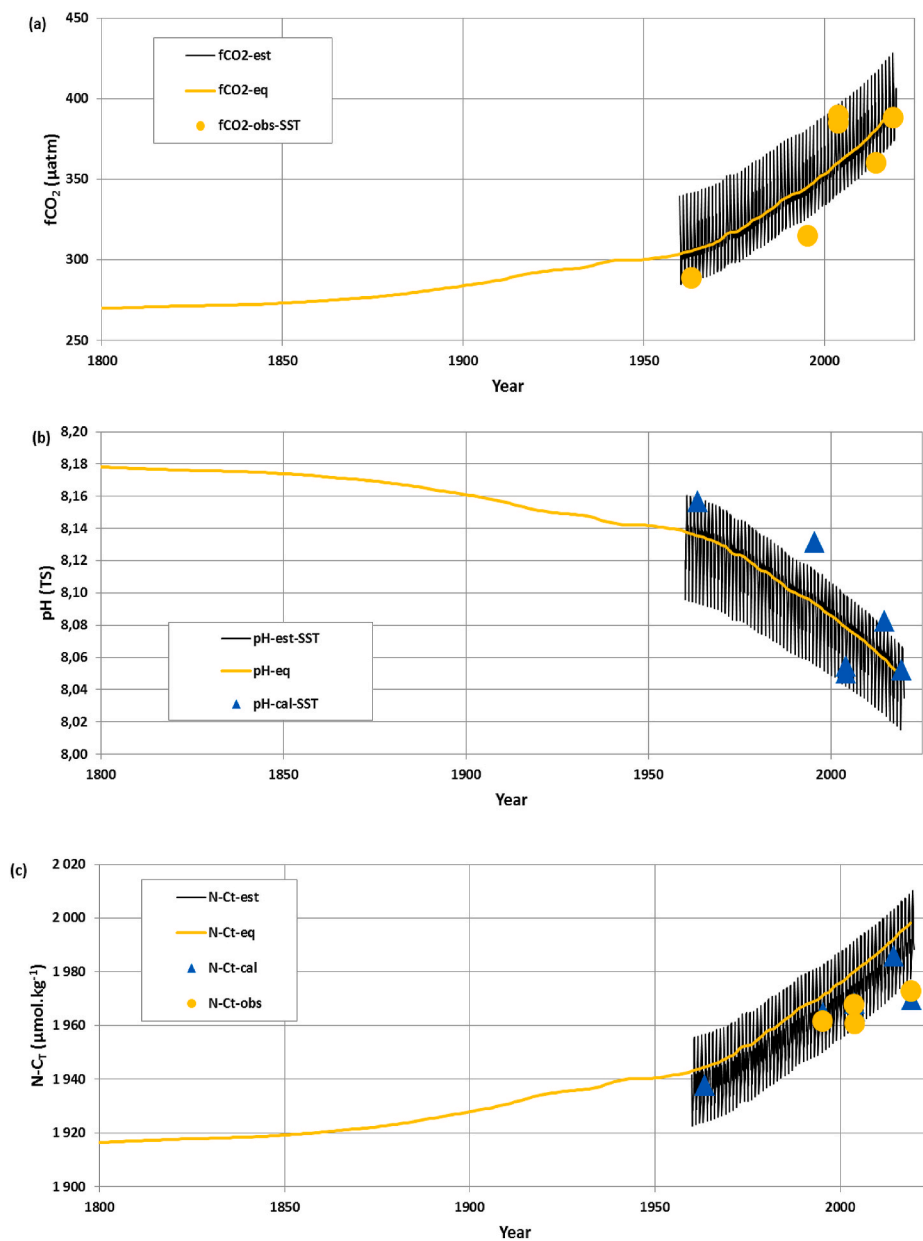 (a)
450
400
350
300
250
fCO₂ (µatm)
fCO2-est
fCO2-eq
fCO2-obs-SST
1800
1850
1900
1950
2000
Year
(b)
8,20
8,18
8,16
8,14
8,12
8,10
8,08
8,06
8,04
8,02
8,00
pH (TS)
pH-est-SST
pH-eq
pH-cal-SST
1800
1850
1900
1950
2000
Year
(c)
2 020
2 000
1 980
1 960
1 940
1 920
1 900
N-C_T (µmol.kg⁻¹)
N-Ct-est
N-Ct-eq
N-Ct-cal
N-Ct-obs
1800
1850
1900
1950
2000
Year